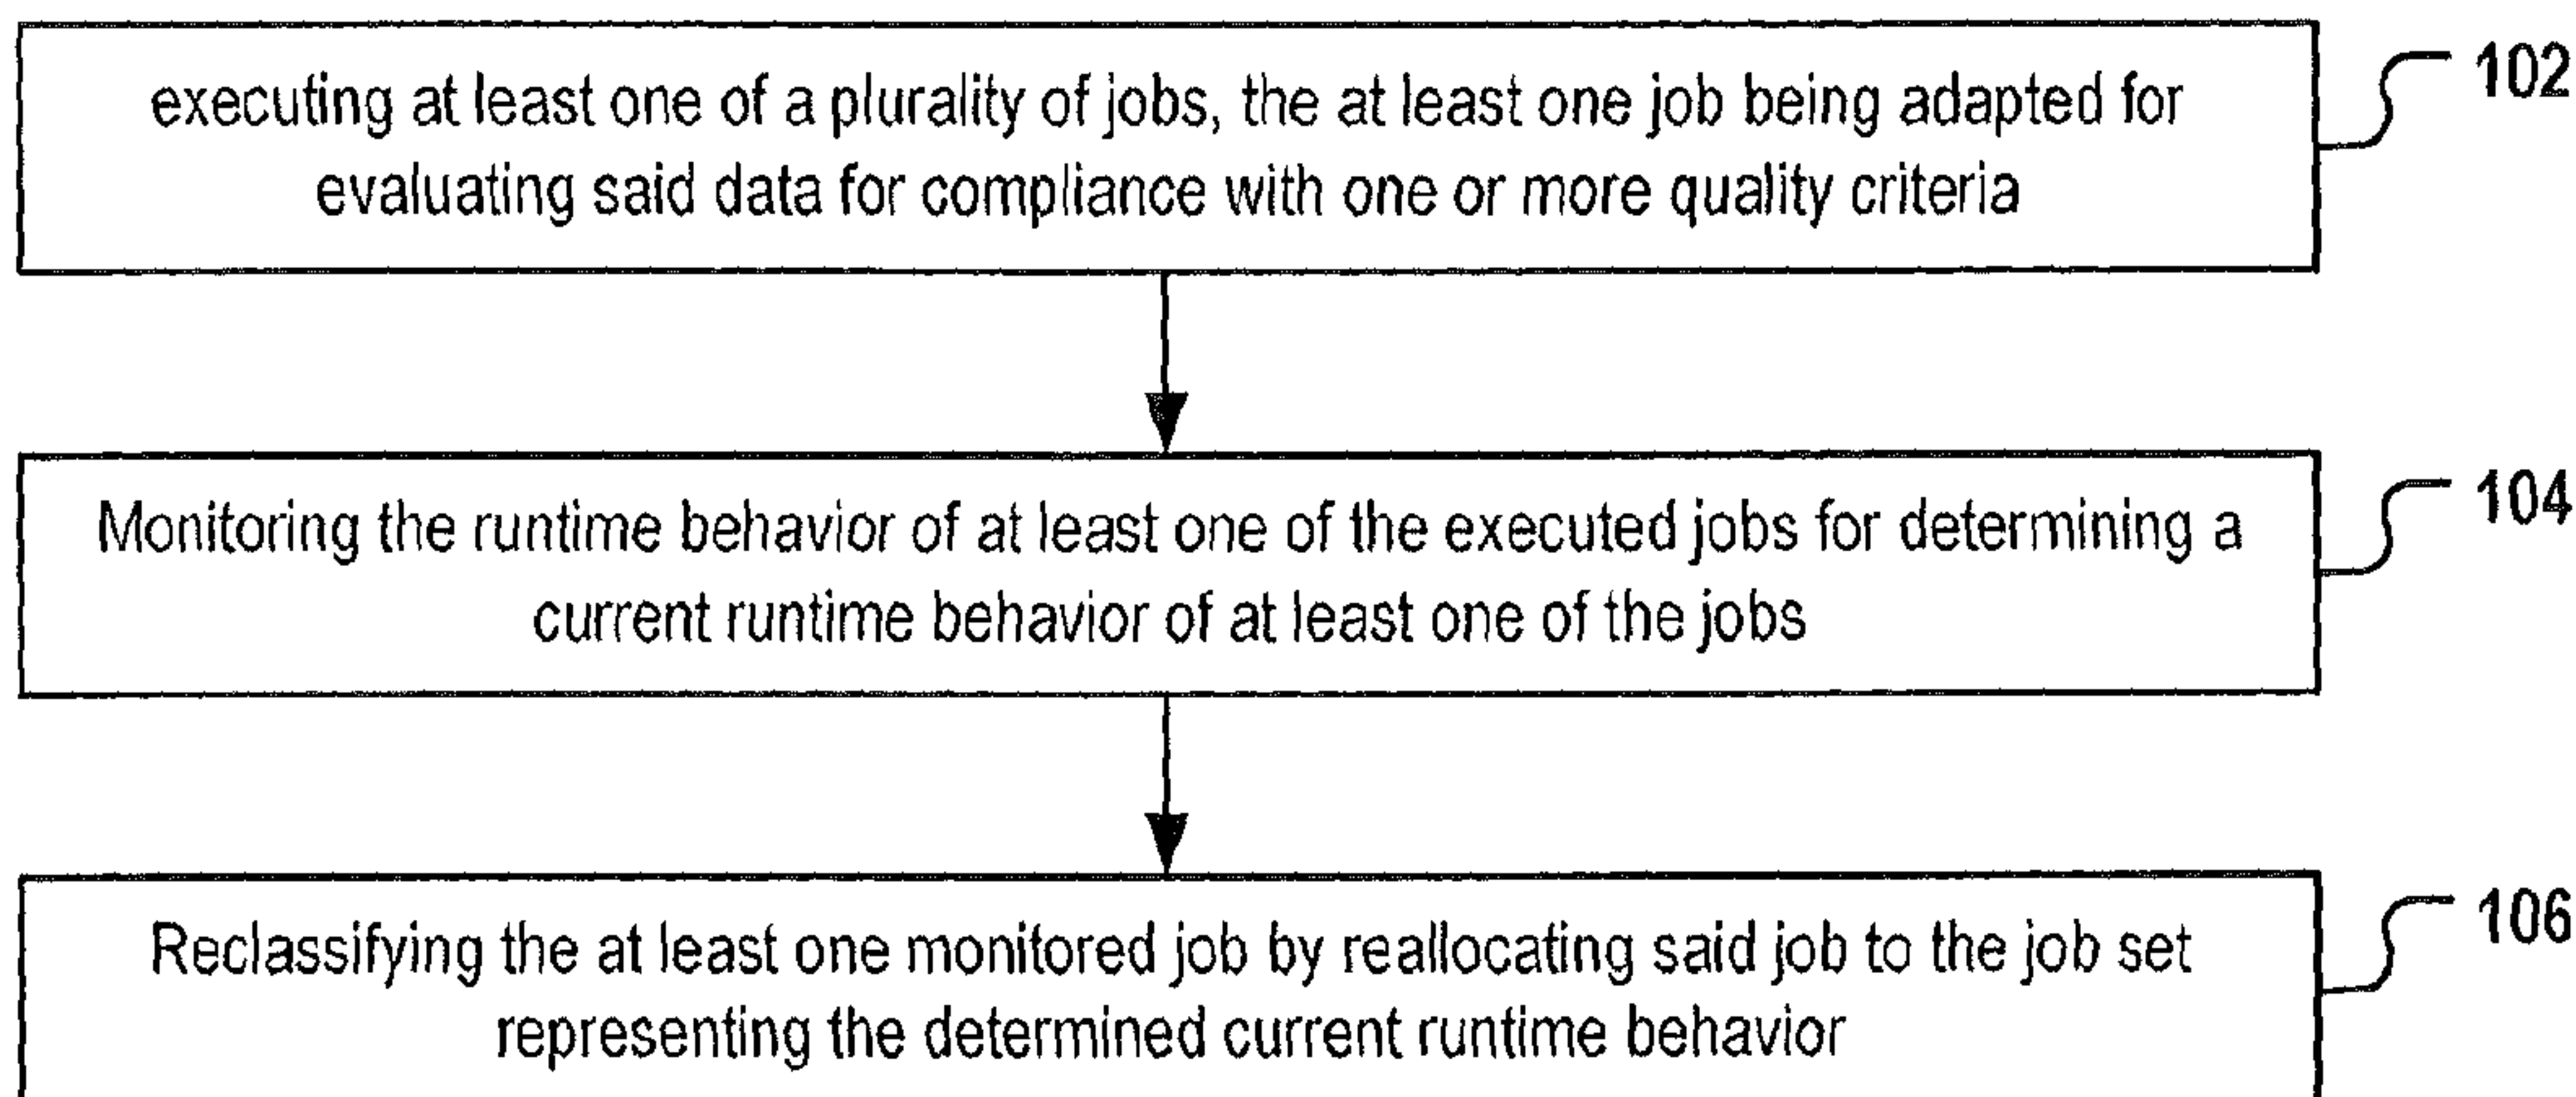 executing at least one of a plurality of jobs, the at least one job being adapted for
evaluating said data for compliance with one or more quality criteria
102
Monitoring the runtime behavior of at least one of the executed jobs for determining a
current runtime behavior of at least one of the jobs
104
Reclassifying the at least one monitored job by reallocating said job to the job set
representing the determined current runtime behavior
106